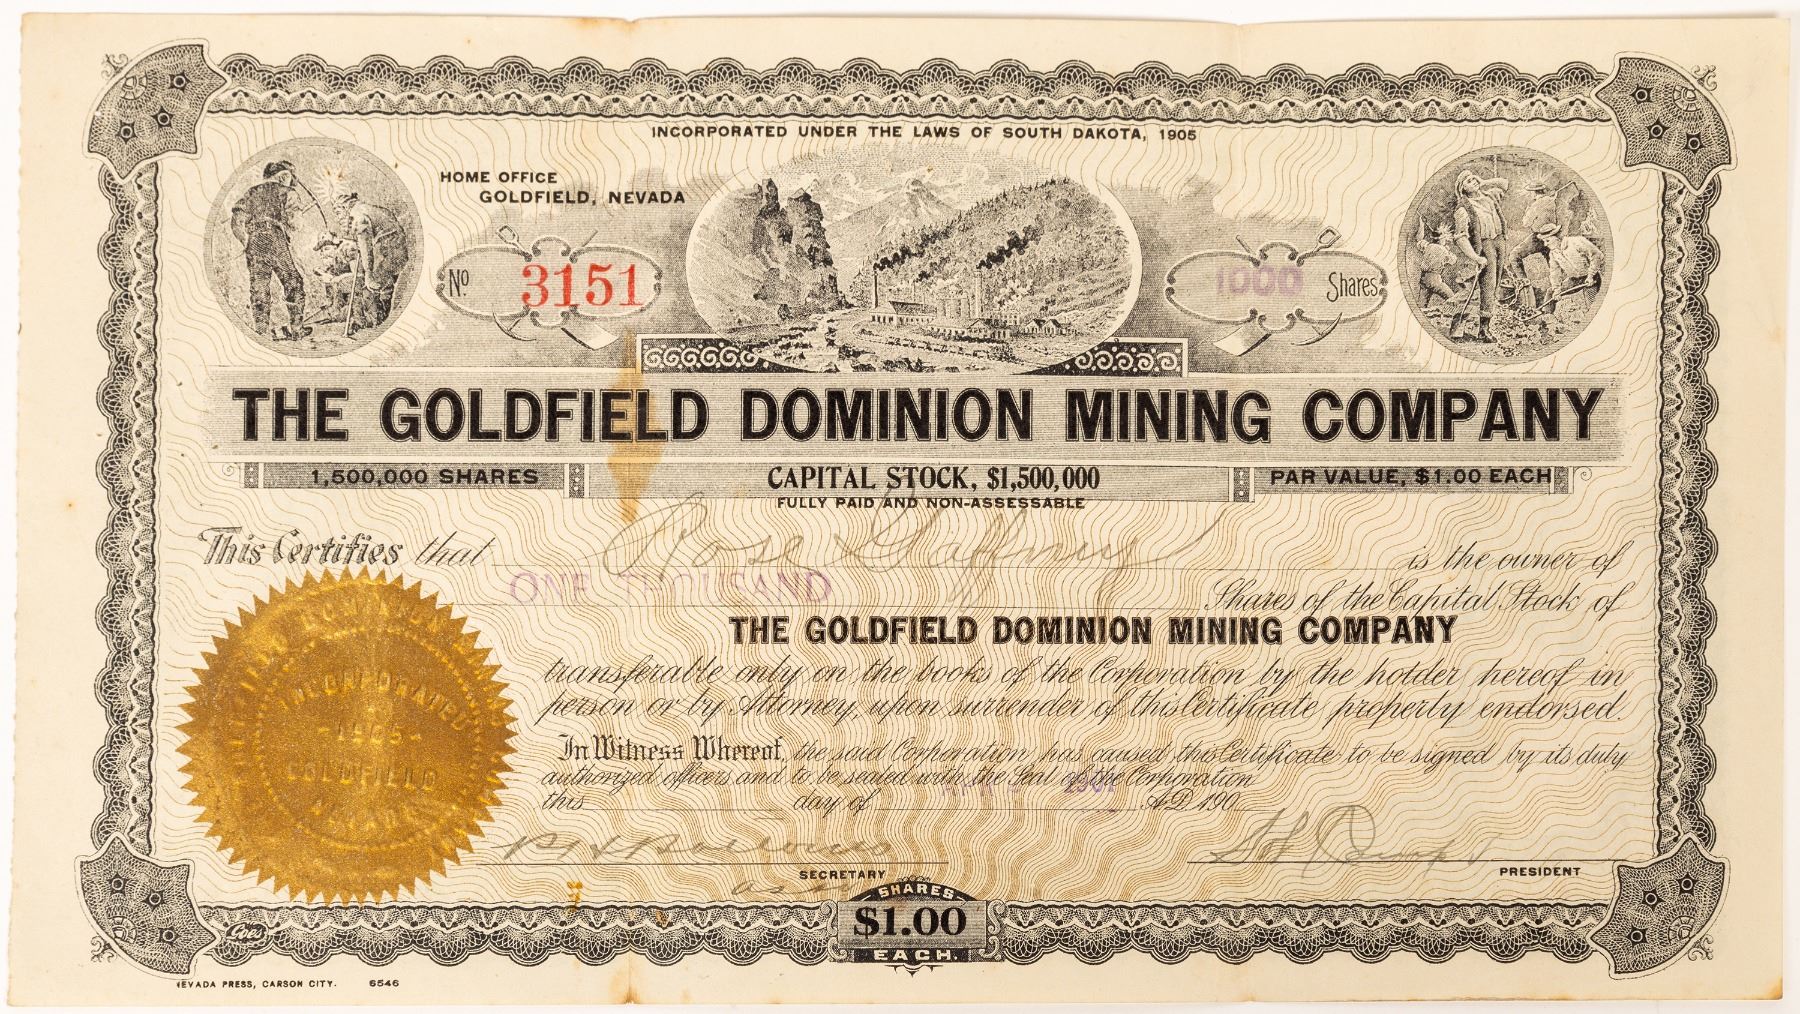 INCORPORATED UNDER THE LAWS OF SOUTH DAKOTA, 1905
HOME OFFICE
GOLDFIELD, NEVADA
No 3151
1000 Shares
THE GOLDFIELD DOMINION MINING COMPANY
1,500,000 SHARES
CAPITAL STOCK, $1,500,000
PAR VALUE, $1.00 EACH
FULLY PAID AND NON-ASSESSABLE
This Certifies that Rose Gaffney is the owner of
ONE THOUSAND Shares of the Capital Stock of
THE GOLDFIELD DOMINION MINING COMPANY
transferable only on the books of the Corporation by the holder hereof in
person or by Attorney, upon surrender of this Certificate properly endorsed.
In Witness Whereof, the said Corporation has caused this Certificate to be signed by its duly
authorized officers and to be sealed with the Seal of the Corporation
this day of A.D. 190
INCORPORATED
1905
GOLDFIELD
NEVADA
SECRETARY
PRESIDENT
SHARES
$1.00
EACH.
Goes
NEVADA PRESS, CARSON CITY. 6546